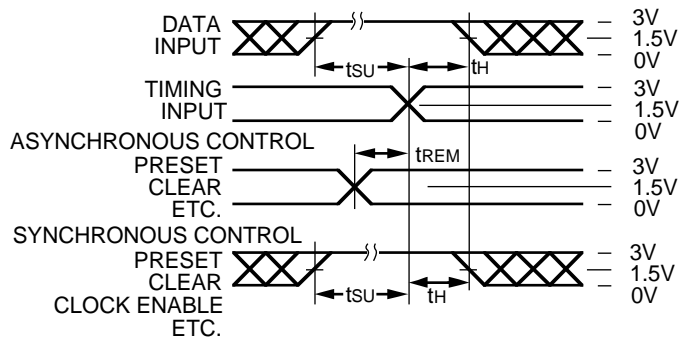 DATA INPUT
3V
1.5V
0V
tSU
tH
TIMING INPUT
3V
1.5V
0V
ASYNCHRONOUS CONTROL
PRESET
CLEAR
ETC.
tREM
3V
1.5V
0V
SYNCHRONOUS CONTROL
PRESET
CLEAR
CLOCK ENABLE
ETC.
tSU
tH
3V
1.5V
0V